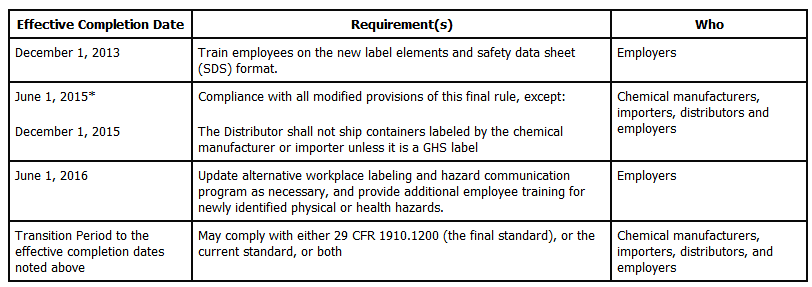 Effective Completion Date
Requirement(s)
Who
December 1, 2013
Train employees on the new label elements and safety data sheet
(SDS) format.
Employers
June 1, 2015*
Compliance with all modified provisions of this final rule, except:
Chemical manufacturers,
importers, distributors and
employers
December 1, 2015
The Distributor shall not ship containers labeled by the chemical
manufacturer or importer unless it is a GHS label
June 1, 2016
Update alternative workplace labeling and hazard communication
program as necessary, and provide additional employee training for
newly identified physical or health hazards.
Employers
Transition Period to the
effective completion dates
noted above
May comply with either 29 CFR 1910.1200 (the final standard), or the
current standard, or both
Chemical manufacturers,
importers, distributors, and
employers